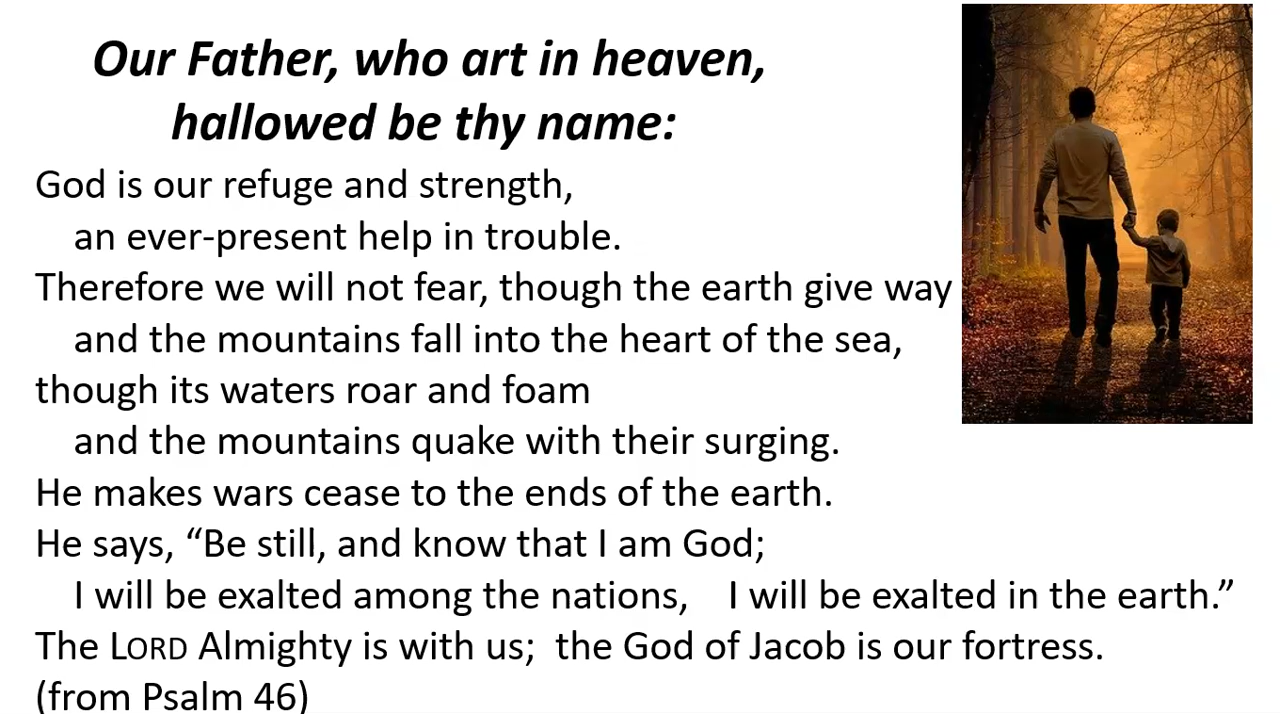 Our Father, who art in heaven,
hallowed be thy name:
God is our refuge and strength,
an ever-present help in trouble.
Therefore we will not fear, though the earth give way
and the mountains fall into the heart of the sea,
though its waters roar and foam
and the mountains quake with their surging.
He makes wars cease to the ends of the earth.
He says, “Be still, and know that I am God;
I will be exalted among the nations, I will be exalted in the earth.”
The LORD Almighty is with us; the God of Jacob is our fortress.
(from Psalm 46)